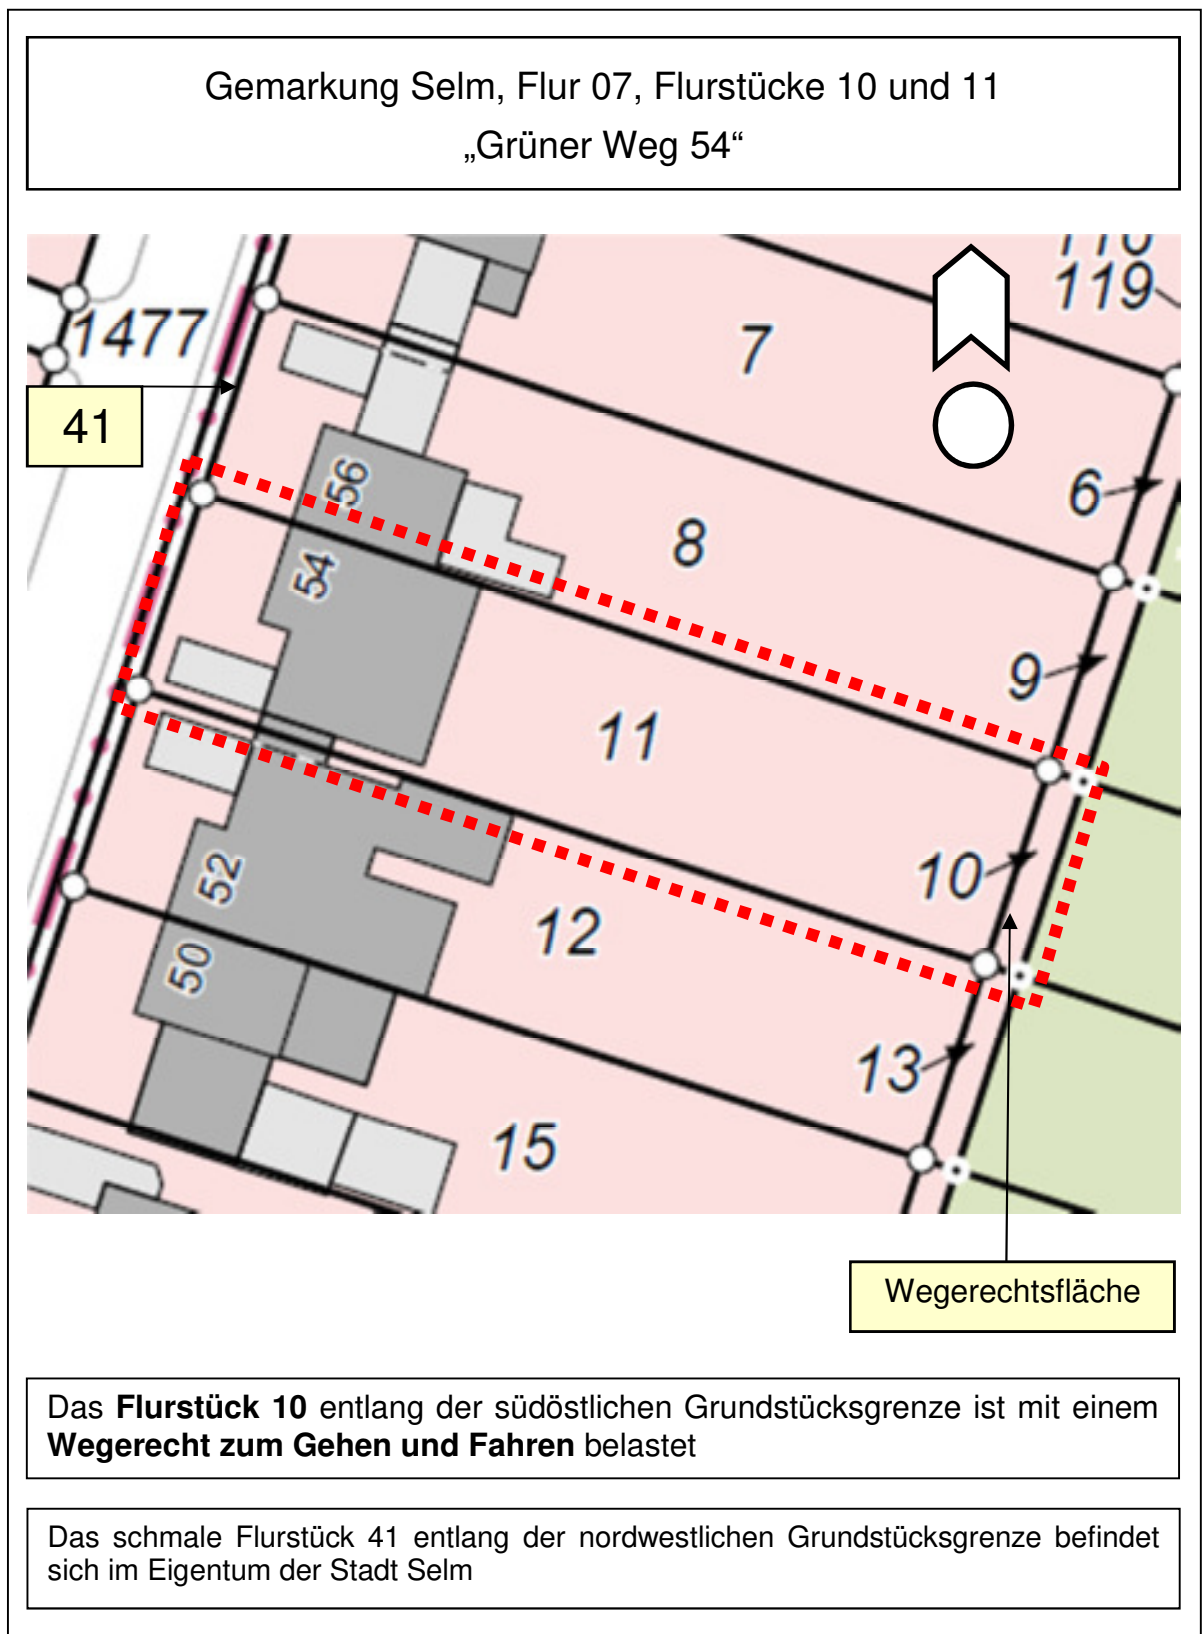 Gemarkung Selm, Flur 07, Flurstücke 10 und 11
„Grüner Weg 54“
119
1477
7
41
6
56
8
54
9
11
10
52
12
50
13
15
Wegerechtsfläche
Das Flurstück 10 entlang der südöstlichen Grundstücksgrenze ist mit einem
Wegerecht zum Gehen und Fahren belastet
Das schmale Flurstück 41 entlang der nordwestlichen Grundstücksgrenze befindet
sich im Eigentum der Stadt Selm